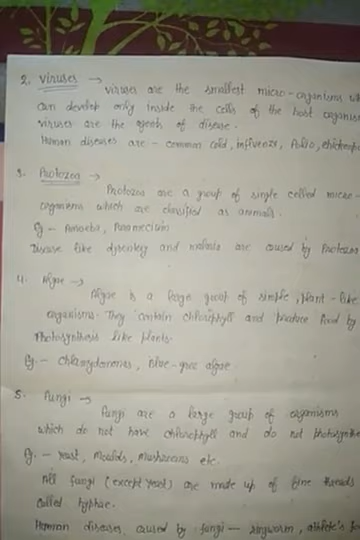 2. Viruses →
Viruses are the smallest micro-organisms
can develop only inside the cells of the host organism
viruses are the agents of disease.
Human diseases are - common cold, Influenza, Polio,
3. Protozoa →
Protozoa are a group of single celled micro-
organisms which are classified as animals.
Eg - Amoeba, Paramecium
Disease like dysentery and malaria are caused by Protozoa
4. Algae →
Algae is a large group of simple, plant-like
organisms. They contain chlorophyll and produce food by
Photosynthesis like plants.
Eg. - Chlamydomones, blue-gree algae.
5. Fungi →
Fungi are a large group of organisms
which do not have chlorophyll and do not
Eg. - Yeast, Moulds, Mushrooms etc.
All fungi (except Yeast) are made up of fine threads
called hyphae.
Human diseases caused by fungi - ringworm, athlete's